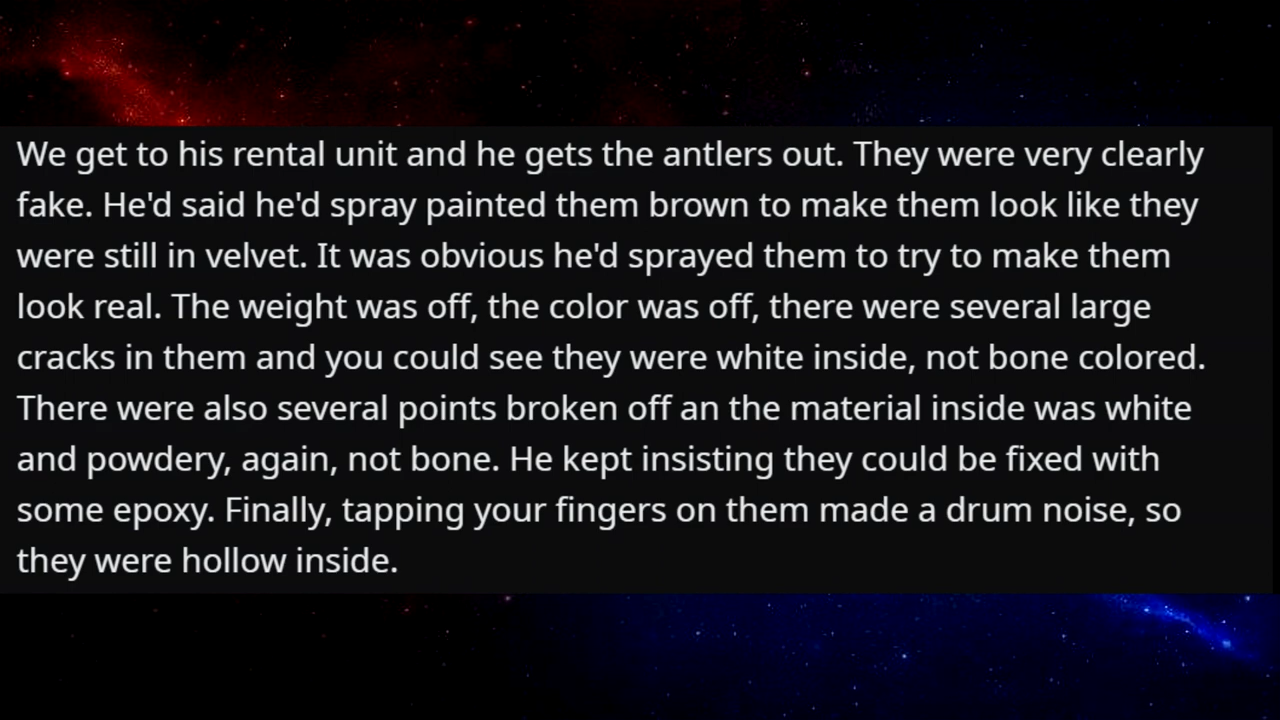 We get to his rental unit and he gets the antlers out. They were very clearly
fake. He'd said he'd spray painted them brown to make them look like they
were still in velvet. It was obvious he'd sprayed them to try to make them
look real. The weight was off, the color was off, there were several large
cracks in them and you could see they were white inside, not bone colored.
There were also several points broken off an the material inside was white
and powdery, again, not bone. He kept insisting they could be fixed with
some epoxy. Finally, tapping your fingers on them made a drum noise, so
they were hollow inside.